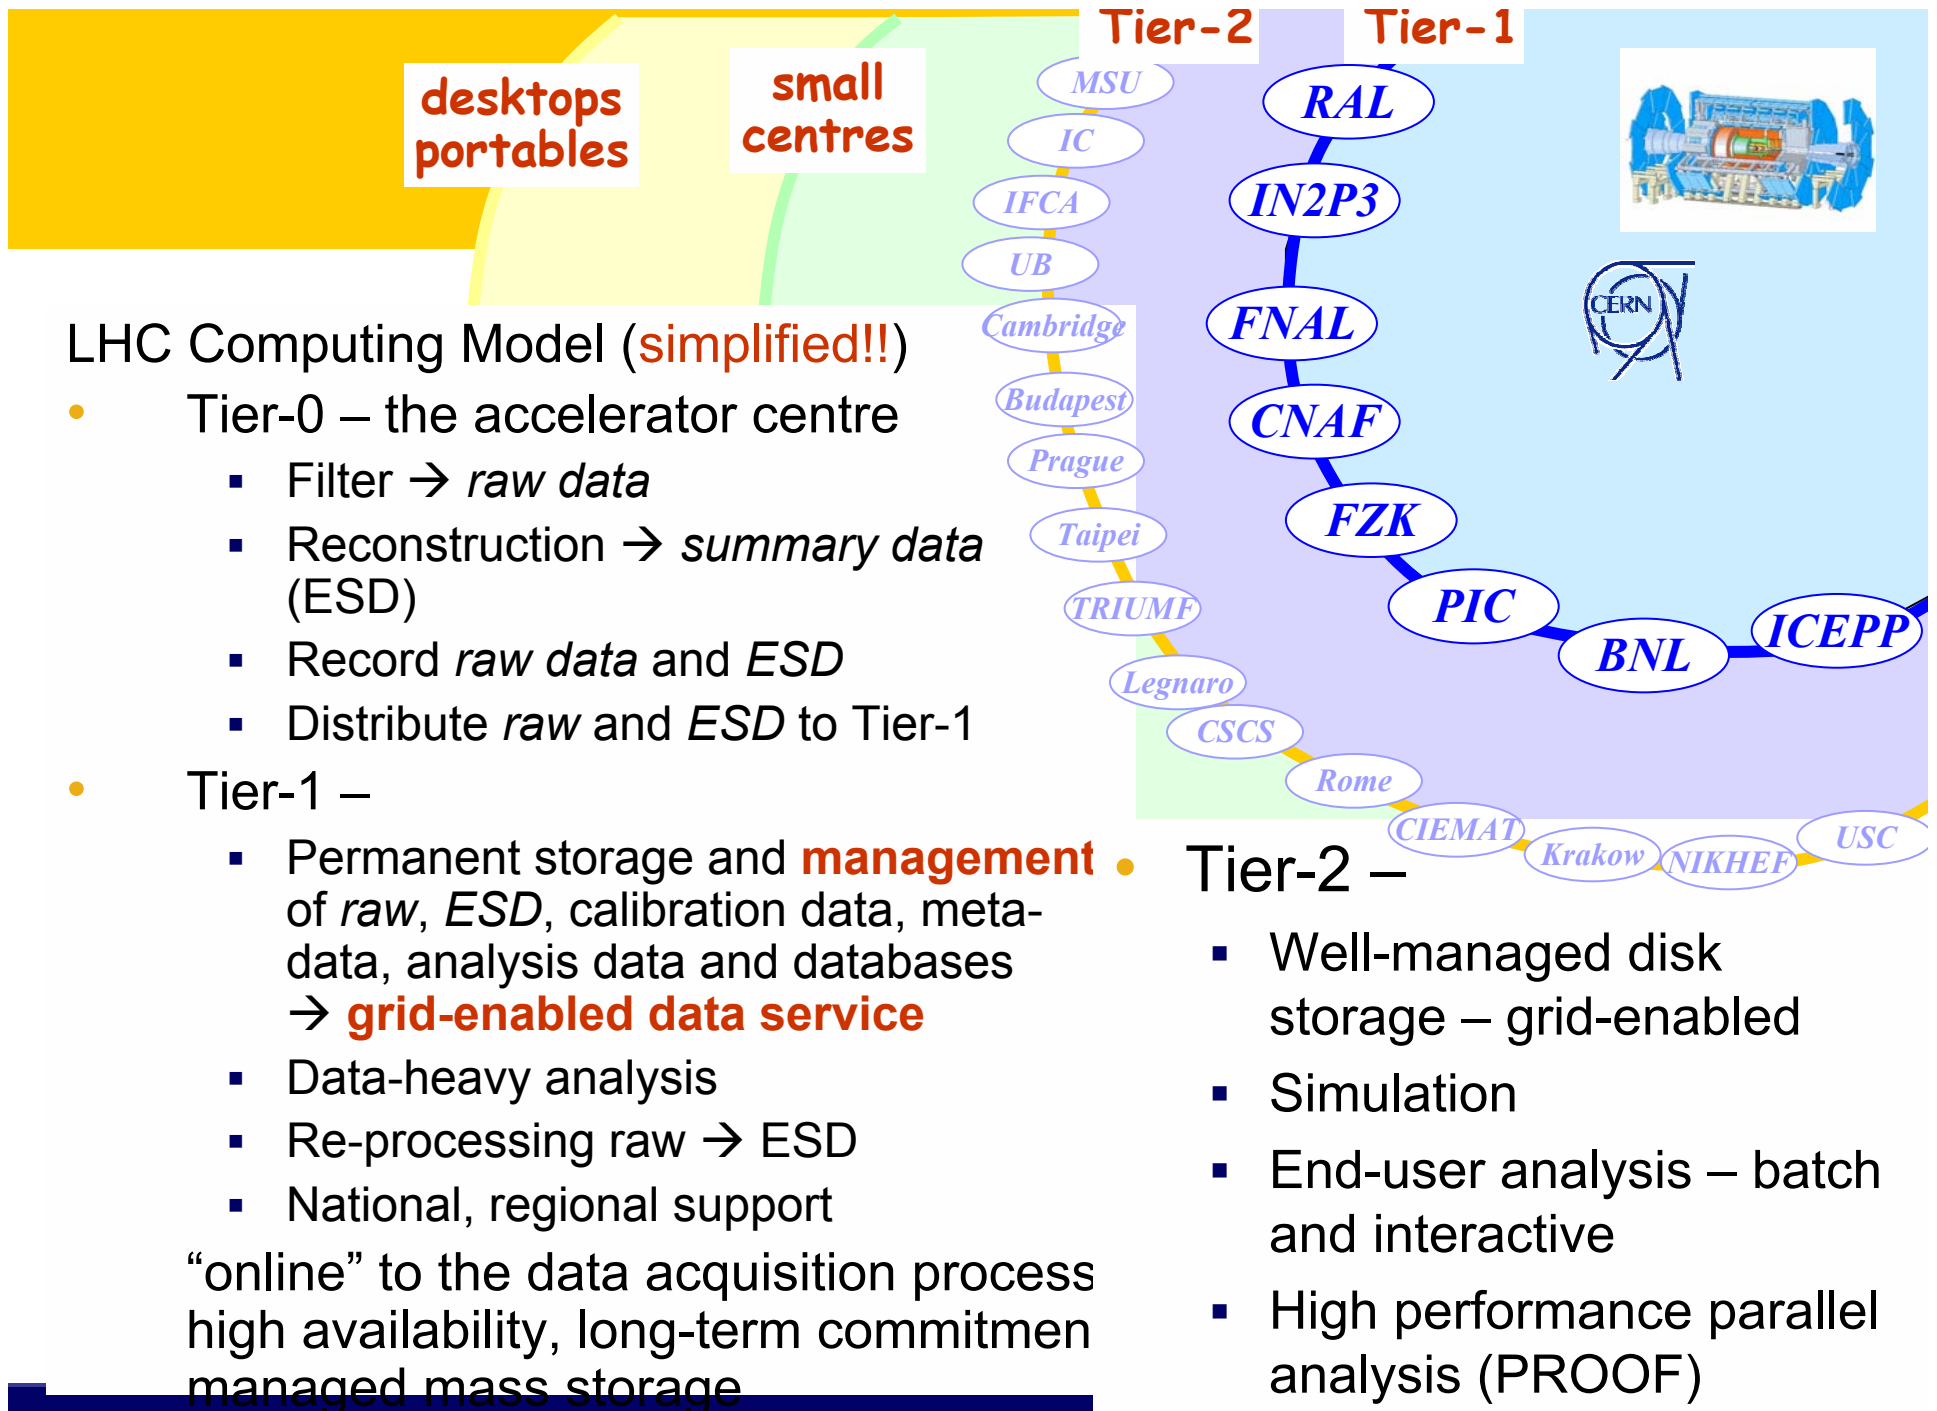 Tier-2
Tier-1
desktops
portables
small
centres
MSU
IC
IFCA
UB
Cambridge
Budapest
Prague
Taipei
TRIUMF
Legnaro
CSCS
Rome
CIEMAT
Krakow
NIKHEF
USC
RAL
IN2P3
FNAL
CNAF
FZK
PIC
BNL
ICEPP
CERN
LHC Computing Model (simplified!!)
• Tier-0 – the accelerator centre
▪ Filter → raw data
▪ Reconstruction → summary data
(ESD)
▪ Record raw data and ESD
▪ Distribute raw and ESD to Tier-1
• Tier-1 –
▪ Permanent storage and management
of raw, ESD, calibration data, meta-
data, analysis data and databases
→ grid-enabled data service
▪ Data-heavy analysis
▪ Re-processing raw → ESD
▪ National, regional support
“online” to the data acquisition process
high availability, long-term commitmen
managed mass storage
• Tier-2 –
▪ Well-managed disk
storage – grid-enabled
▪ Simulation
▪ End-user analysis – batch
and interactive
▪ High performance parallel
analysis (PROOF)